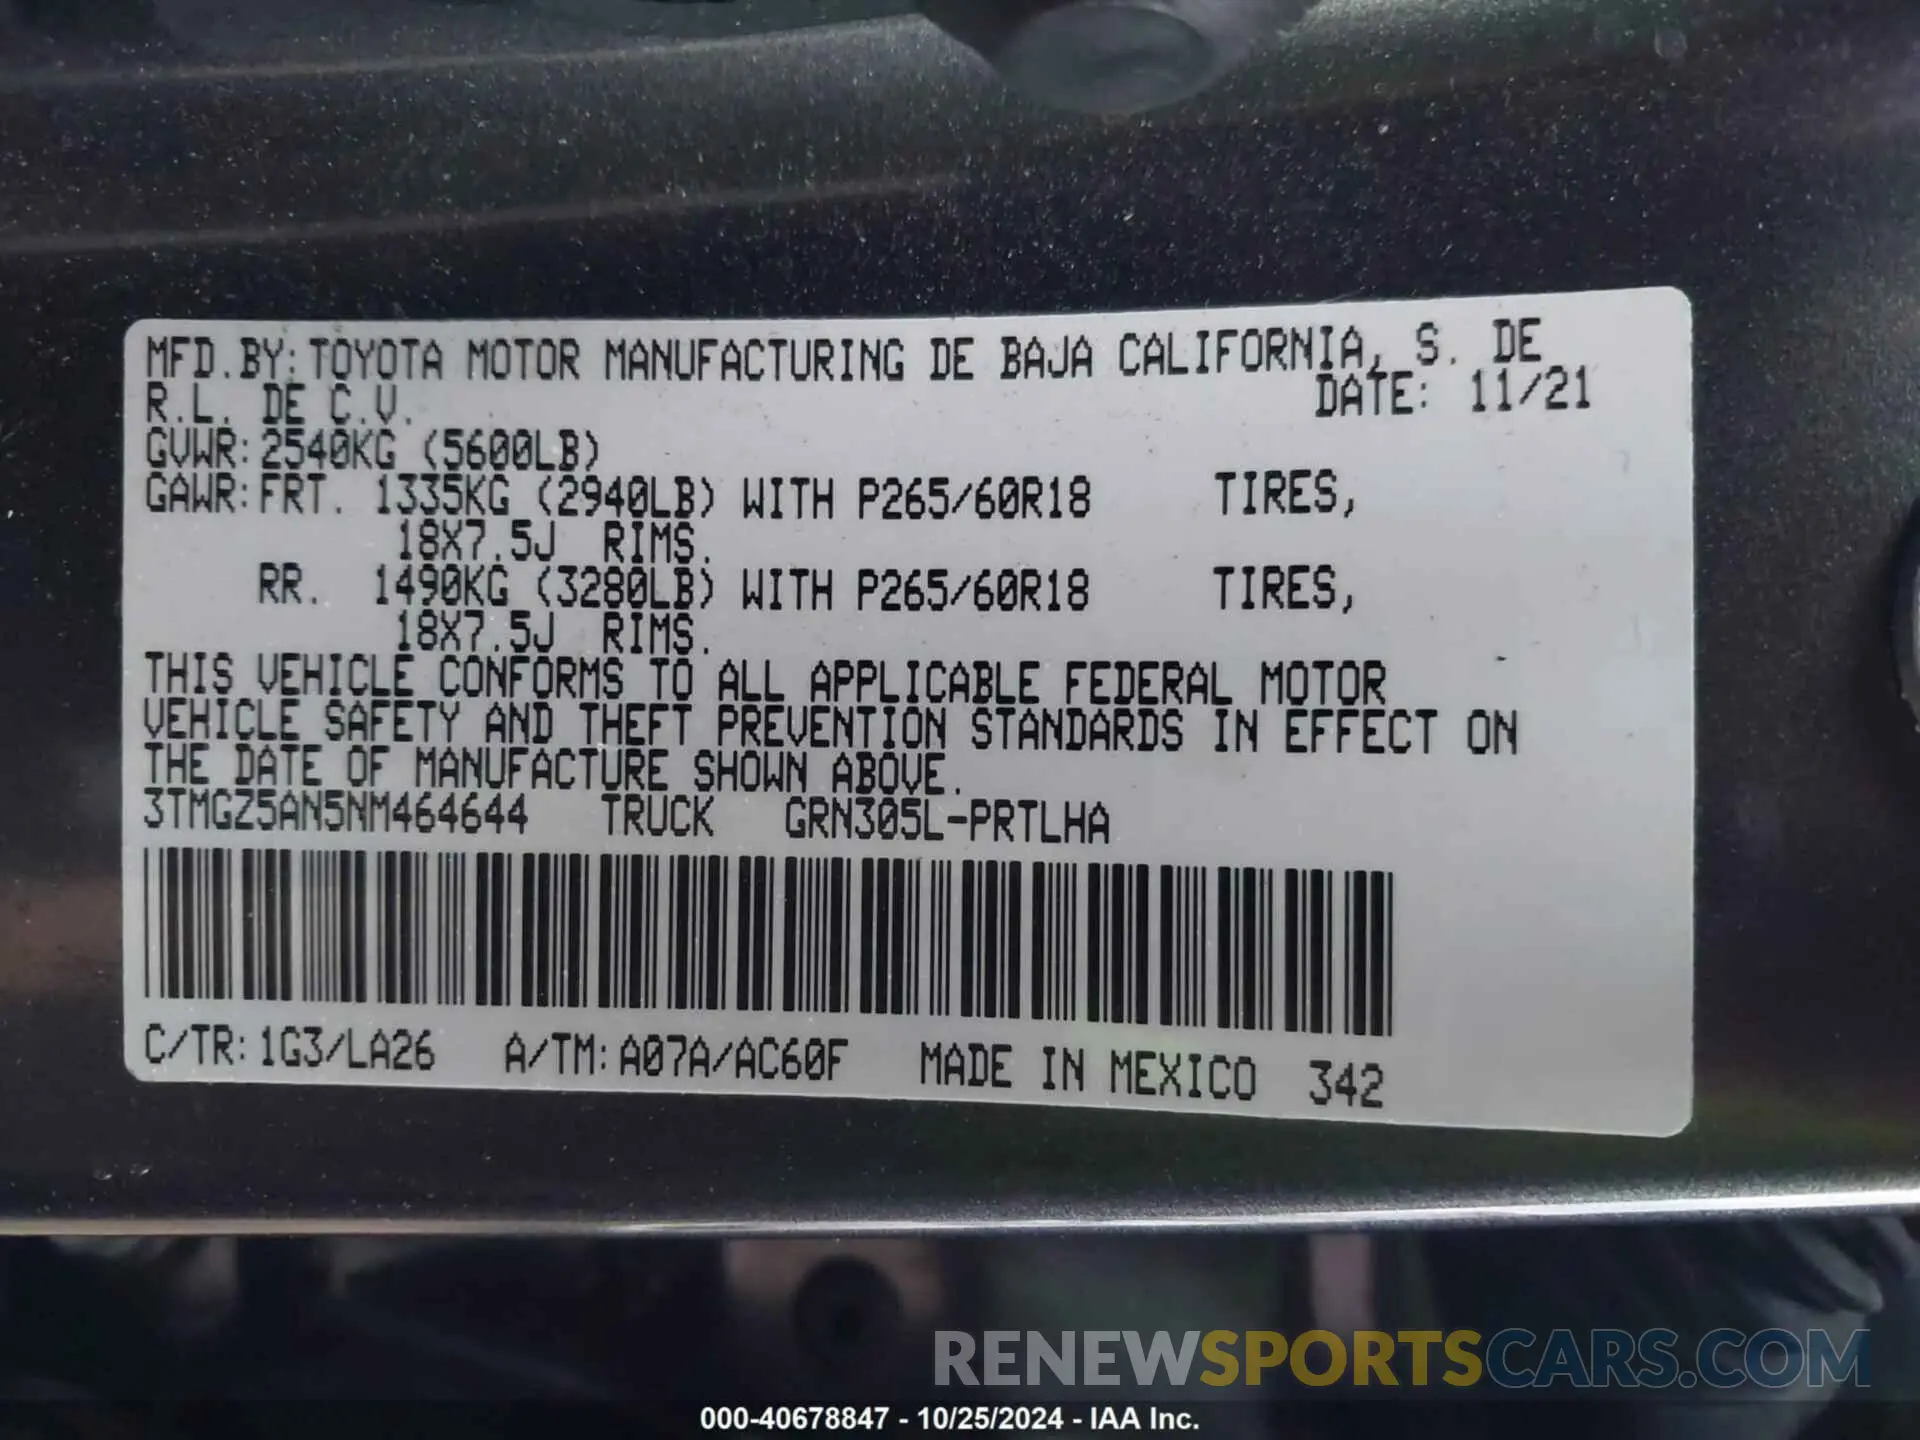 MFD.BY:TOYOTA MOTOR MANUFACTURING DE BAJA CALIFORNIA, S. DE
R.L. DE C.V. DATE: 11/21
GVWR:2540KG (5600LB)
GAWR:FRT. 1335KG (2940LB) WITH P265/60R18 TIRES,
18X7.5J RIMS.
RR. 1490KG (3280LB) WITH P265/60R18 TIRES,
18X7.5J RIMS.
THIS VEHICLE CONFORMS TO ALL APPLICABLE FEDERAL MOTOR
VEHICLE SAFETY AND THEFT PREVENTION STANDARDS IN EFFECT ON
THE DATE OF MANUFACTURE SHOWN ABOVE.
3TMGZ5AN5NM464644 TRUCK GRN305L-PRTLHA
C/TR:1G3/LA26 A/TM:A07A/AC60F MADE IN MEXICO 342
RENEWSPORTSCARS.COM
000-40678847 - 10/25/2024 - IAA Inc.